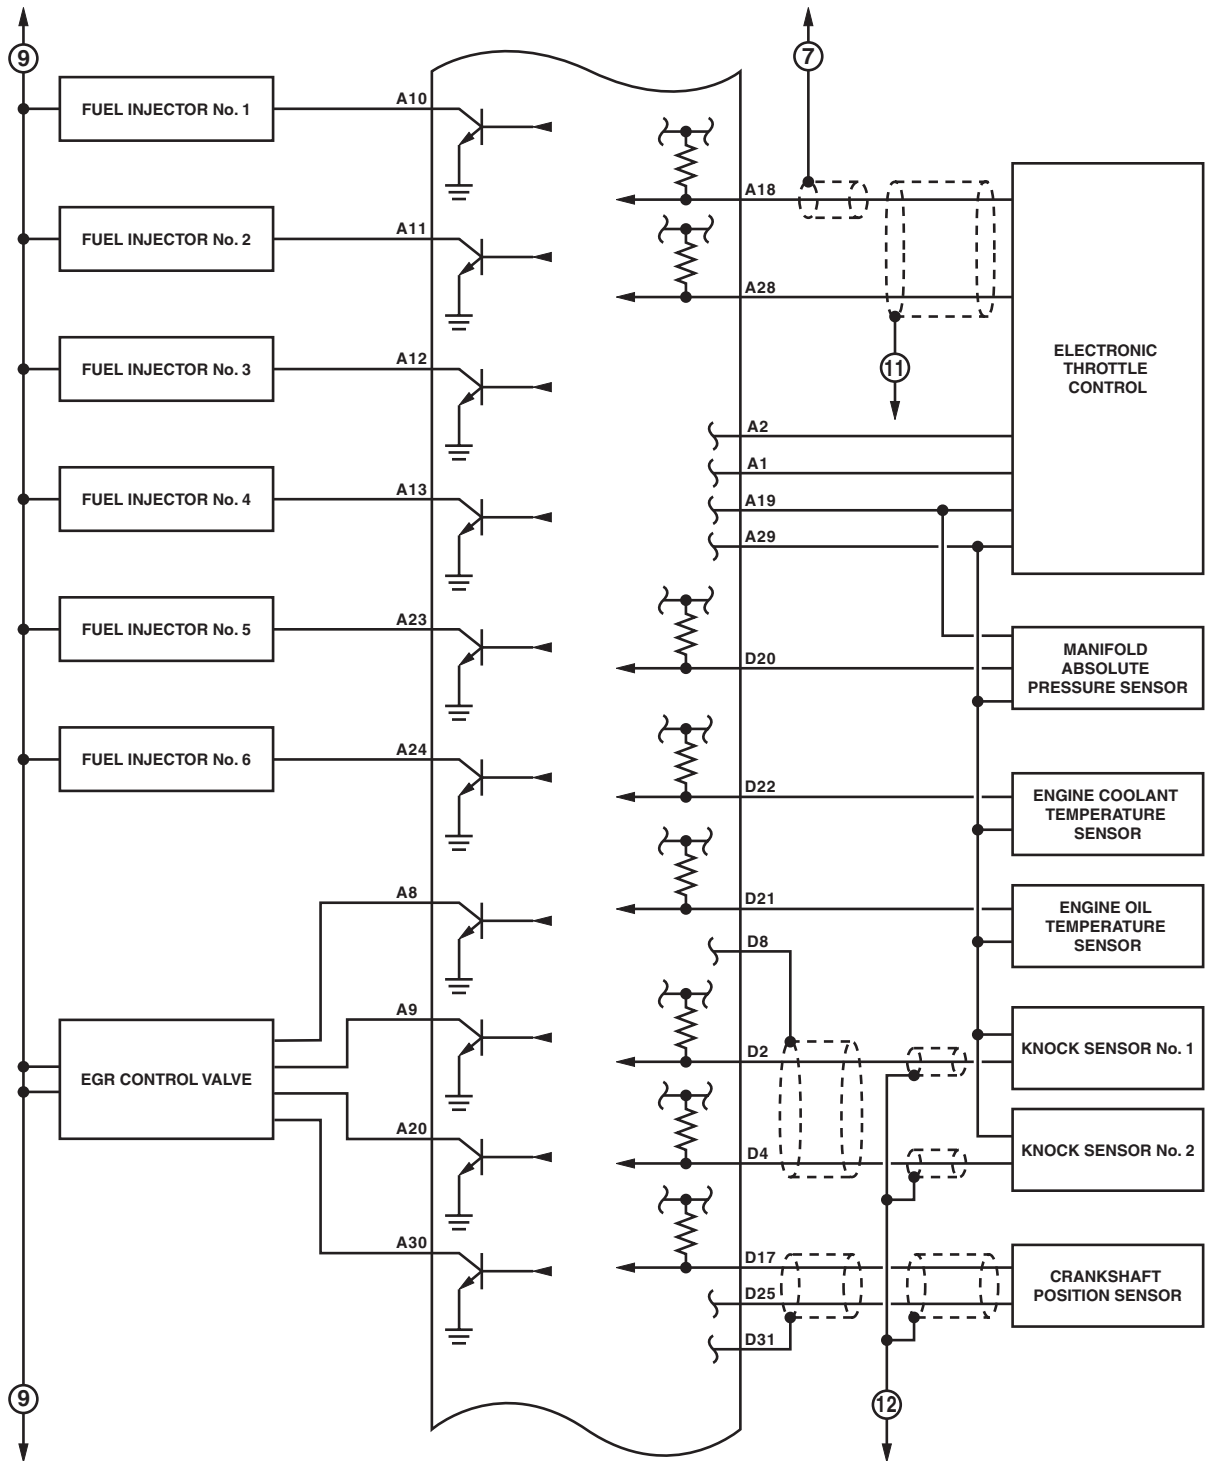 9
7
FUEL INJECTOR No. 1
A10
A18
FUEL INJECTOR No. 2
A11
A28
ELECTRONIC
THROTTLE
CONTROL
FUEL INJECTOR No. 3
A12
11
A2
A1
FUEL INJECTOR No. 4
A13
A19
A29
FUEL INJECTOR No. 5
A23
D20
MANIFOLD
ABSOLUTE
PRESSURE SENSOR
FUEL INJECTOR No. 6
A24
D22
ENGINE COOLANT
TEMPERATURE
SENSOR
A8
D21
ENGINE OIL
TEMPERATURE
SENSOR
D8
A9
D2
KNOCK SENSOR No. 1
EGR CONTROL VALVE
A20
D4
KNOCK SENSOR No. 2
A30
D17
D25
CRANKSHAFT
POSITION SENSOR
D31
9
12